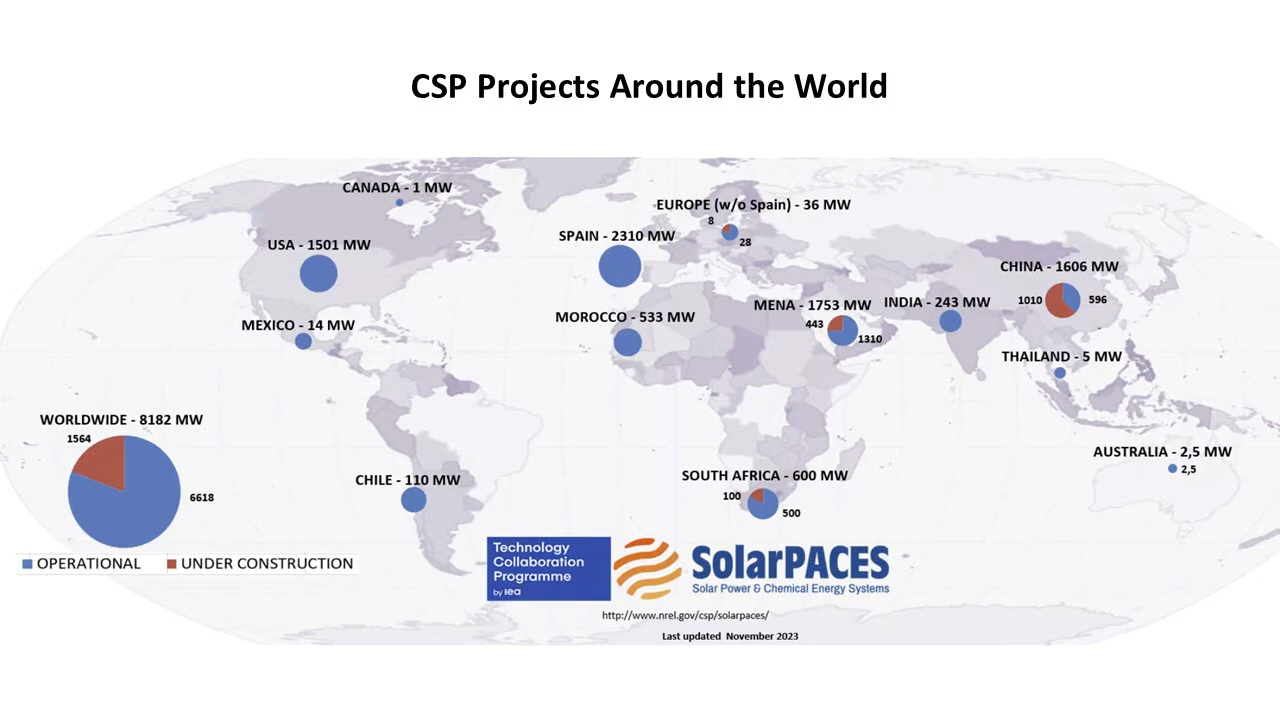 CSP Projects Around the World
CANADA - 1 MW
EUROPE (w/o Spain) - 36 MW
8
28
USA - 1501 MW
SPAIN - 2310 MW
CHINA - 1606 MW
1010
596
MENA - 1753 MW
443
1310
INDIA - 243 MW
MEXICO - 14 MW
MOROCCO - 533 MW
THAILAND - 5 MW
WORLDWIDE - 8182 MW
1564
6618
AUSTRALIA - 2,5 MW
2,5
CHILE - 110 MW
SOUTH AFRICA - 600 MW
100
500
OPERATIONAL
UNDER CONSTRUCTION
Technology
Collaboration
Programme
by iea
SolarPACES
Solar Power & Chemical Energy Systems
http://www.nrel.gov/csp/solarpaces/
Last updated November 2023